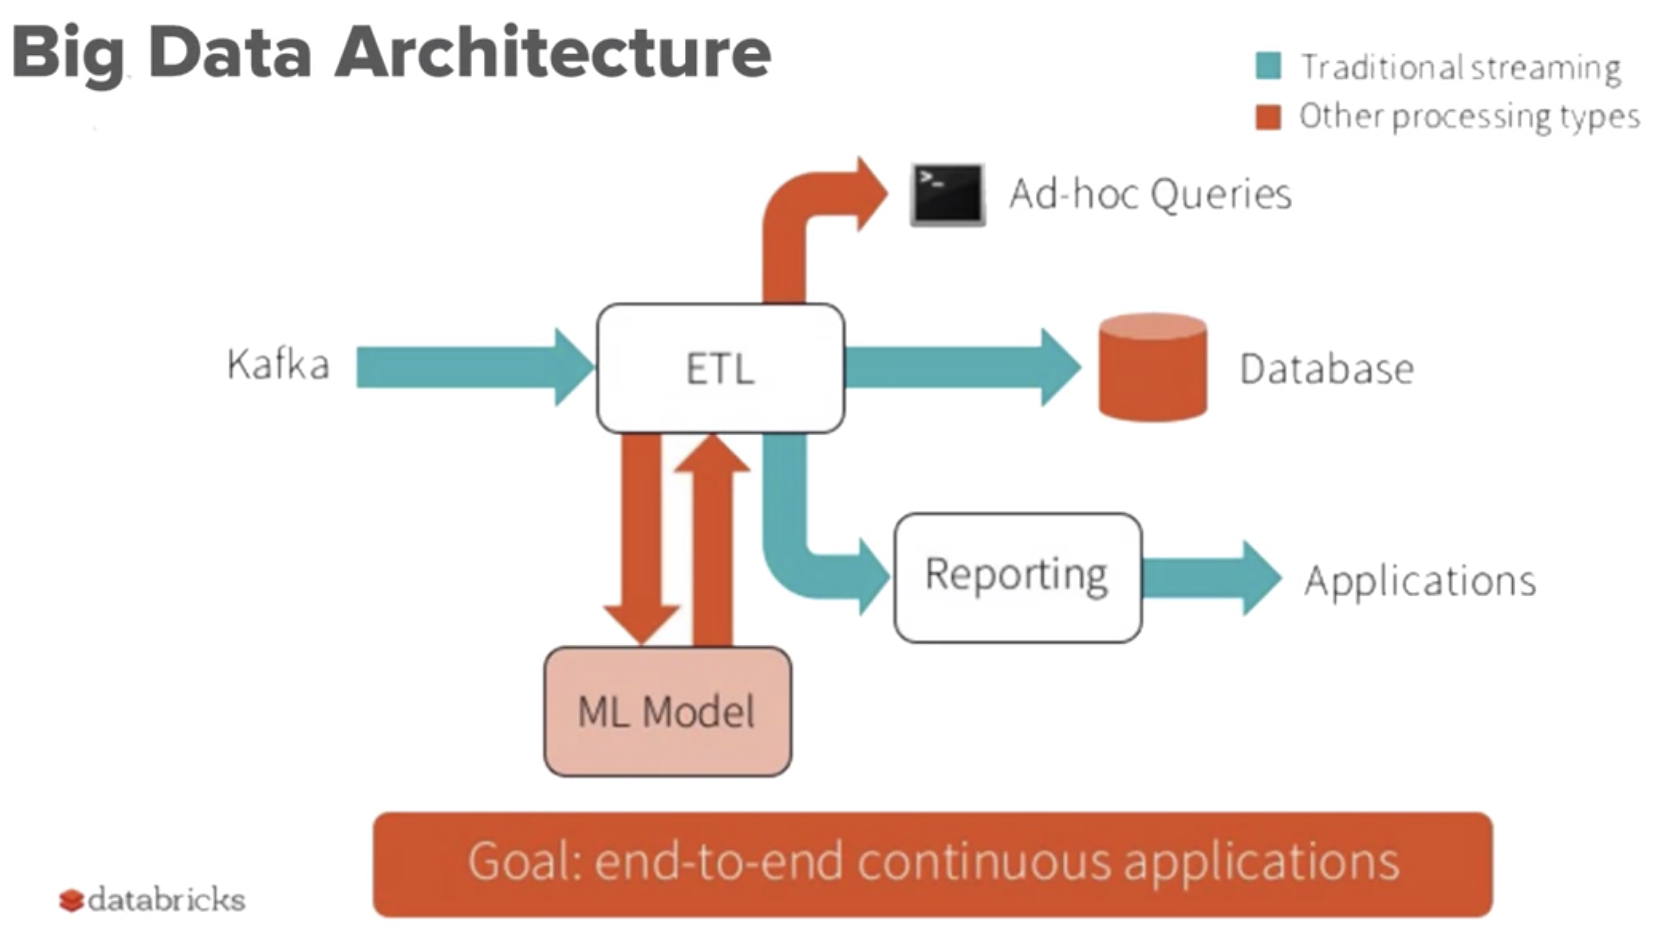 Big Data Architecture
Traditional streaming
Other processing types
>_
Ad-hoc Queries
Kafka
ETL
Database
Reporting
Applications
ML Model
Goal: end-to-end continuous applications
databricks